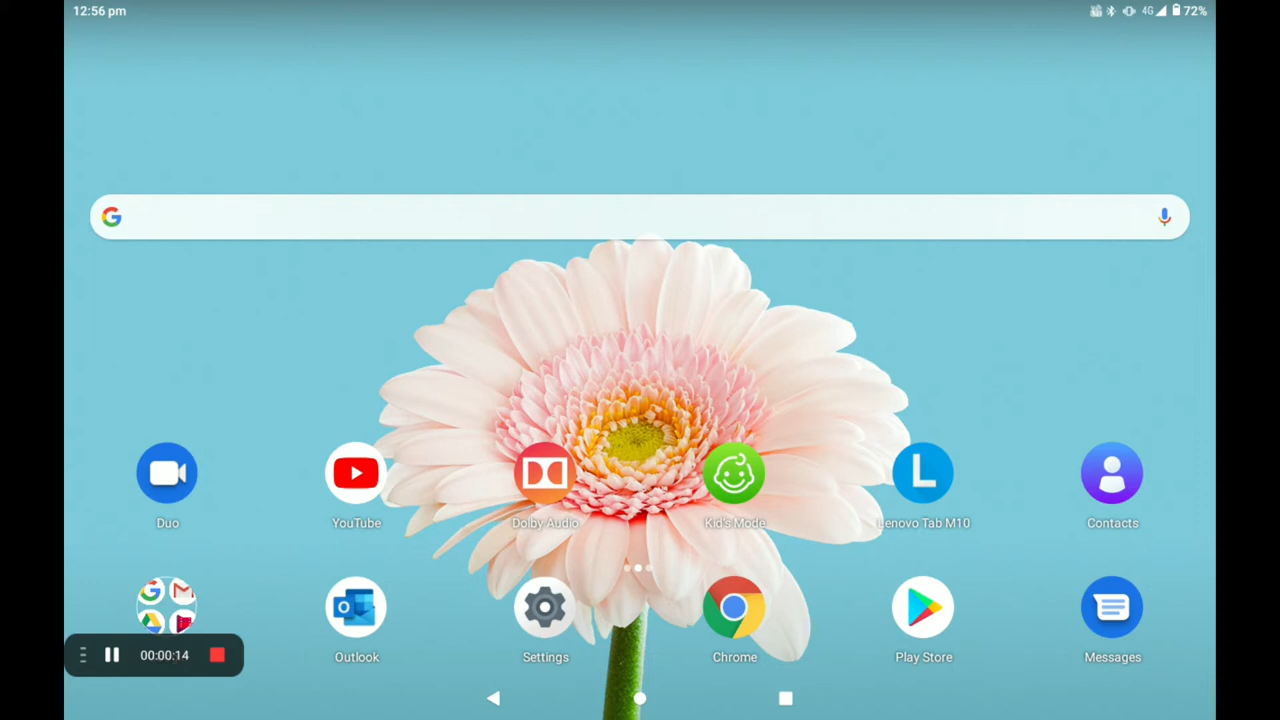 12:56 pm
4G 72%
Duo
YouTube
Dolby Audio
Kid's Mode
Lenovo Tab M10
Contacts
Outlook
Settings
Chrome
Play Store
Messages
00:00:14